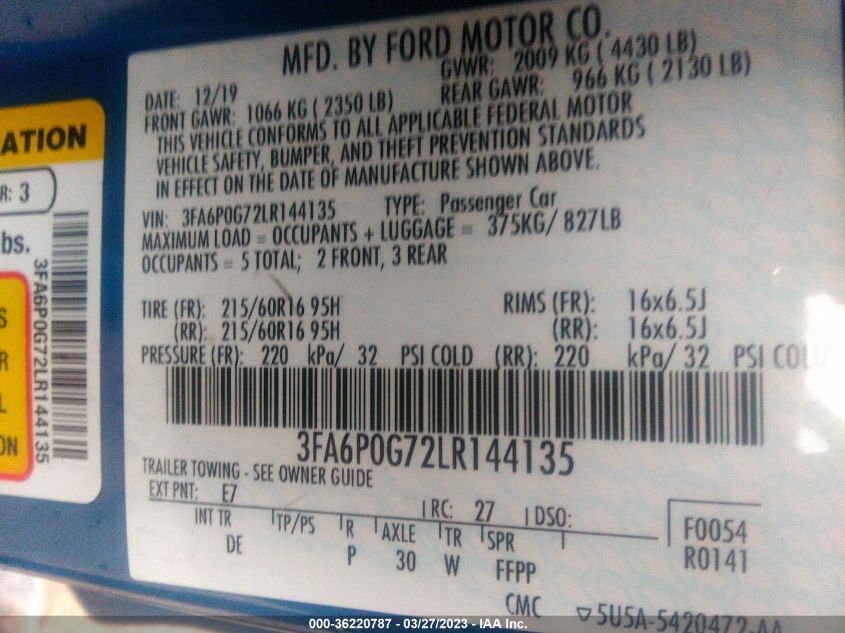 MFD. BY FORD MOTOR CO.
DATE: 12/19 GVWR: 2009 KG ( 4430 LB)
FRONT GAWR: 1066 KG ( 2350 LB) REAR GAWR: 966 KG ( 2130 LB)
THIS VEHICLE CONFORMS TO ALL APPLICABLE FEDERAL MOTOR
VEHICLE SAFETY, BUMPER, AND THEFT PREVENTION STANDARDS
IN EFFECT ON THE DATE OF MANUFACTURE SHOWN ABOVE.
VIN: 3FA6P0G72LR144135 TYPE: Passenger Car
MAXIMUM LOAD = OCCUPANTS + LUGGAGE = 375KG/ 827LB
OCCUPANTS = 5 TOTAL; 2 FRONT, 3 REAR
TIRE (FR): 215/60R16 95H RIMS (FR): 16x6.5J
(RR): 215/60R16 95H (RR): 16x6.5J
PRESSURE (FR): 220 kPa/ 32 PSI COLD (RR): 220 kPa/ 32 PSI COLD
3FA6P0G72LR144135
TRAILER TOWING - SEE OWNER GUIDE
EXT PNT: E7 RC: 27 DSO:
INT TR TP/PS R AXLE TR SPR
DE P 30 W FFPP
F0054
R0141
CMC ▽5U5A-5420472-AA
ATION
R: 3
bs.
3FA6P0G72LR144135
S
R
L
ON
000-36220787 - 03/27/2023 - IAA Inc.